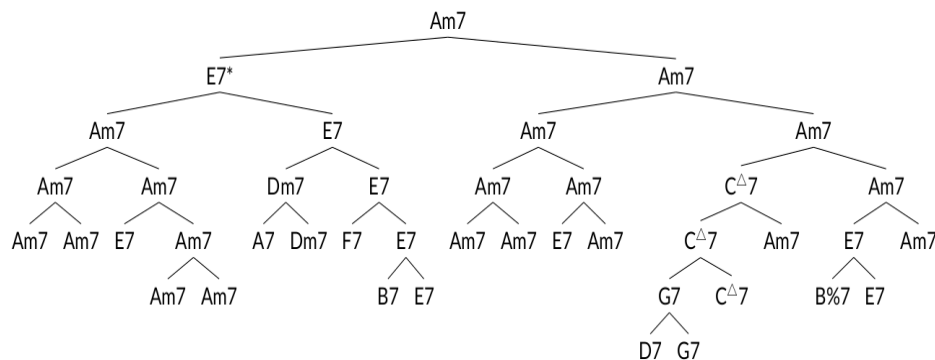 Am7
E7* Am7
Am7 E7 Am7 Am7
Am7 Am7 Dm7 E7 Am7 Am7 C△7 Am7
Am7 Am7 E7 Am7 A7 Dm7 F7 E7 Am7 Am7 E7 Am7 C△7 Am7 E7 Am7
Am7 Am7 B7 E7 G7 C△7 B%7 E7
D7 G7